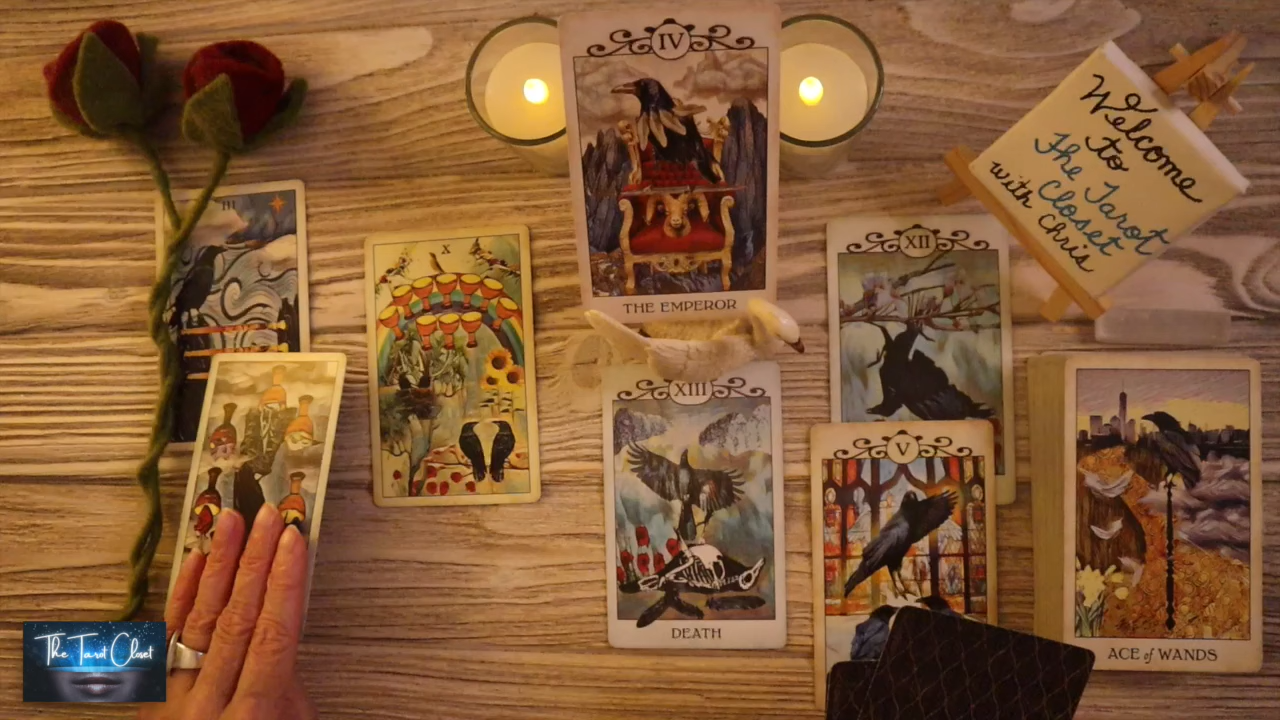 IV
THE EMPEROR
Welcome
to
The Tarot
Closet
with Chris
III
X
XII
XIII
DEATH
V
ACE of WANDS
The Tarot Closet